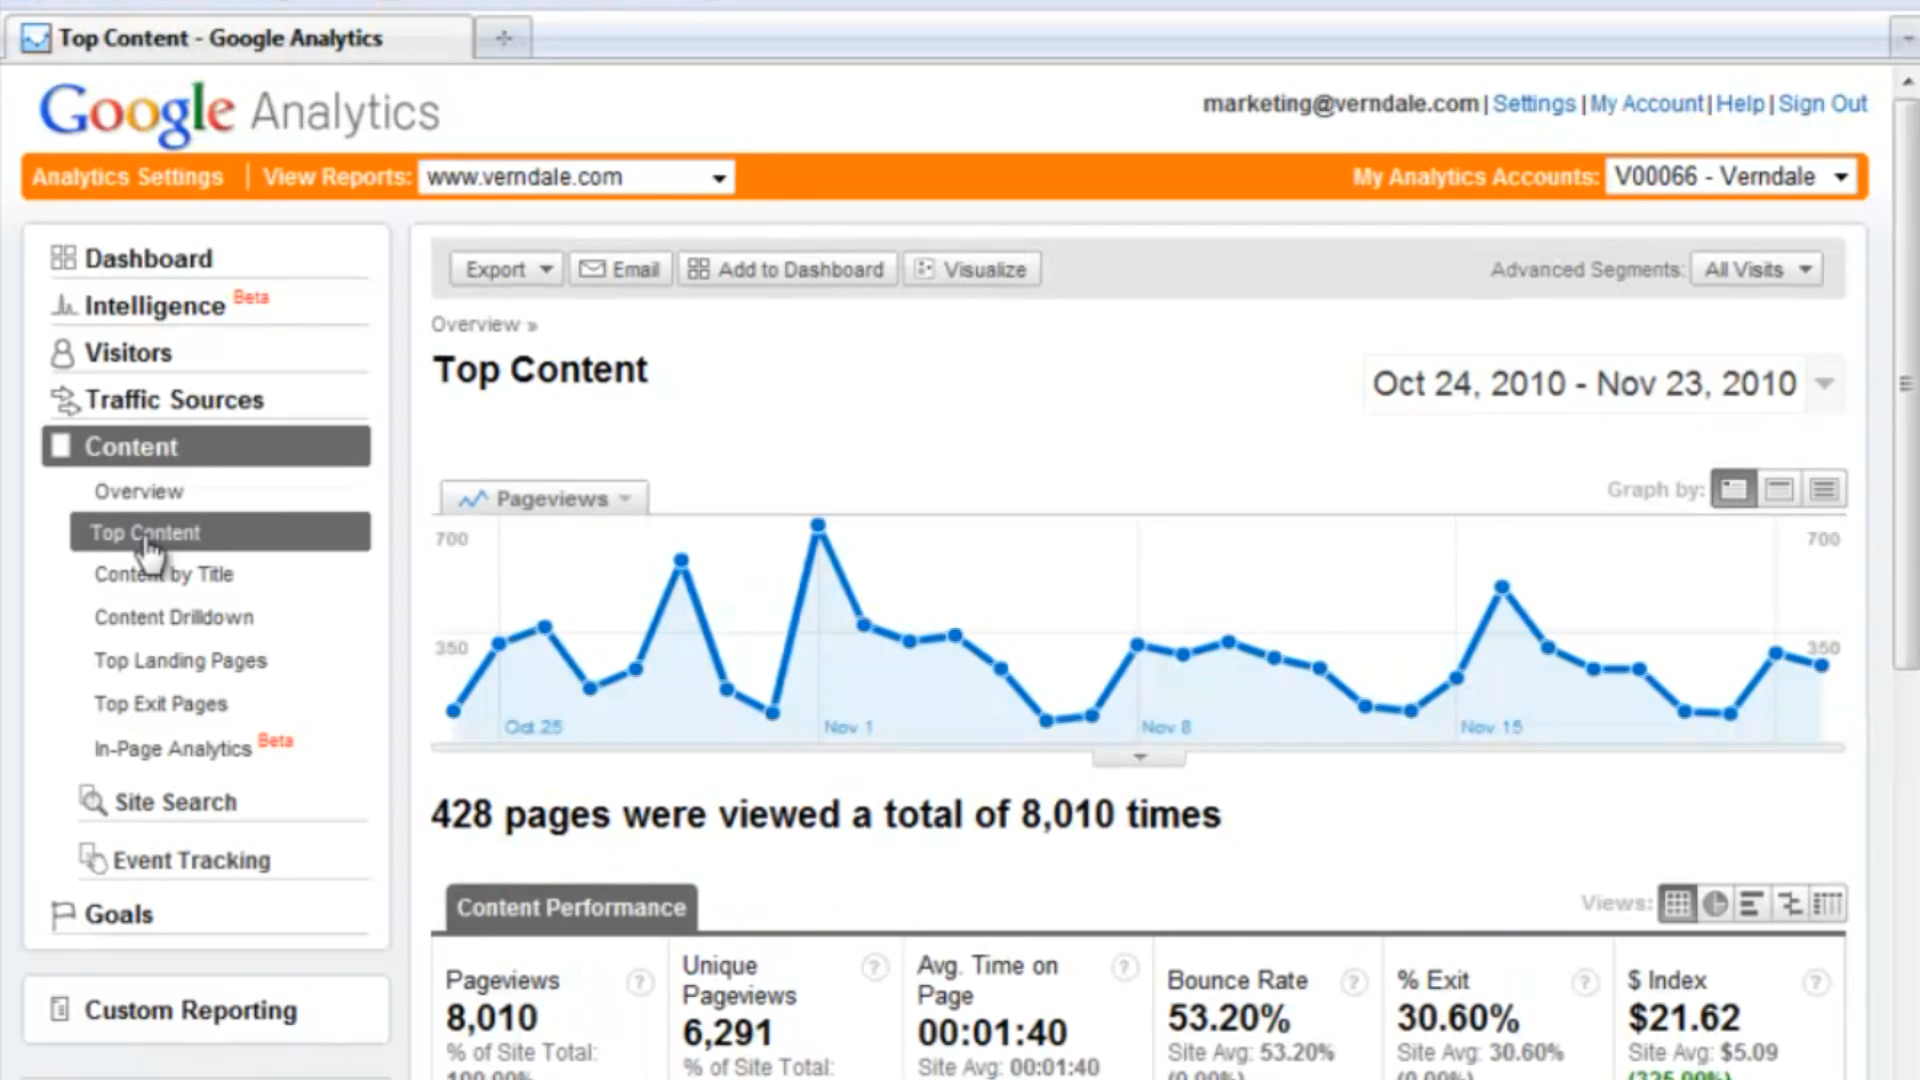 Top Content - Google Analytics
Google Analytics
marketing@verndale.com | Settings | My Account | Help | Sign Out
Analytics Settings | View Reports: www.verndale.com
My Analytics Accounts: V00066 - Verndale
Dashboard
Intelligence Beta
Visitors
Traffic Sources
Content
Overview
Top Content
Content by Title
Content Drilldown
Top Landing Pages
Top Exit Pages
In-Page Analytics Beta
Site Search
Event Tracking
Goals
Custom Reporting
Export Email Add to Dashboard Visualize
Advanced Segments: All Visits
Overview »
Top Content
Oct 24, 2010 - Nov 23, 2010
Pageviews
Graph by:
700 700
350 350
Oct 25 Nov 1 Nov 8 Nov 15
428 pages were viewed a total of 8,010 times
Content Performance
Views:
Pageviews ?
8,010
% of Site Total:
100.00%
Unique ?
Pageviews
6,291
% of Site Total:
Avg. Time on ?
Page
00:01:40
Site Avg: 00:01:40
Bounce Rate ?
53.20%
Site Avg: 53.20%
(0.00%)
% Exit ?
30.60%
Site Avg: 30.60%
(0.00%)
$ Index ?
$21.62
Site Avg: $5.09